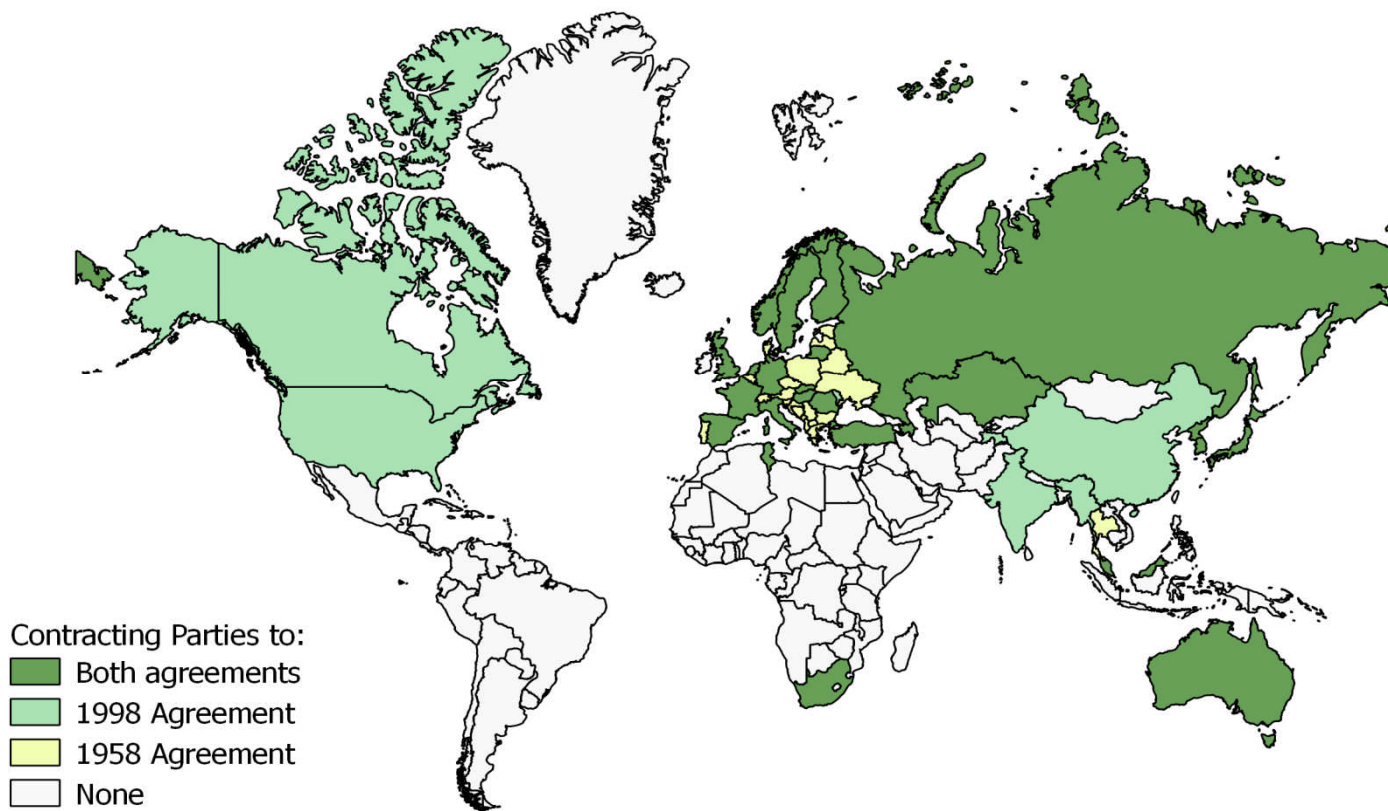 Contracting Parties to:
Both agreements
1998 Agreement
1958 Agreement
None